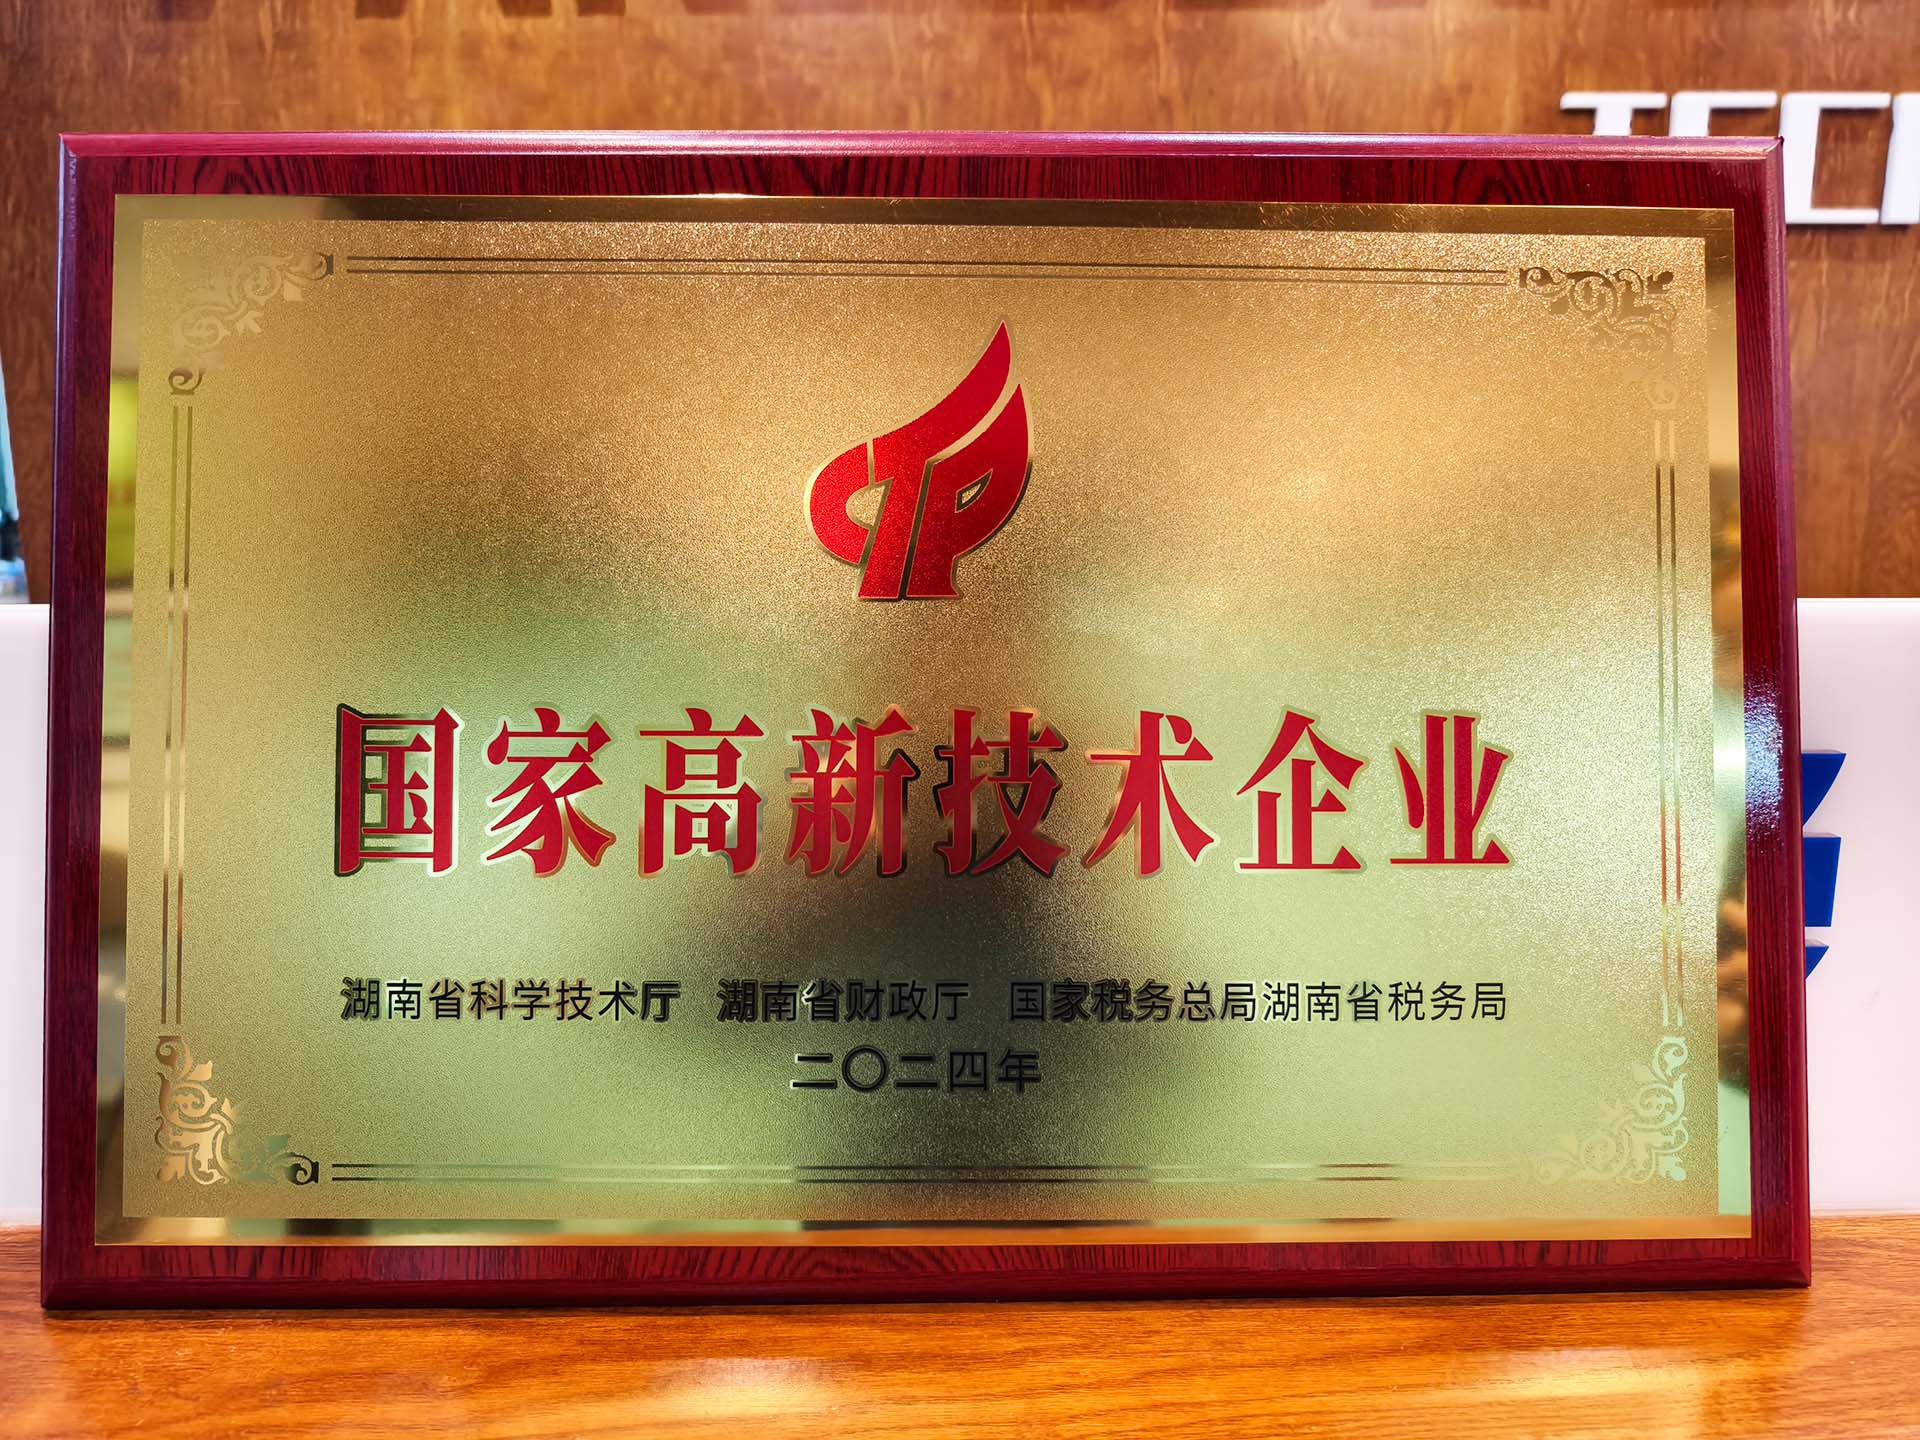 国家高新技术企业
湖南省科学技术厅 湖南省财政厅 国家税务总局湖南省税务局
二〇二四年